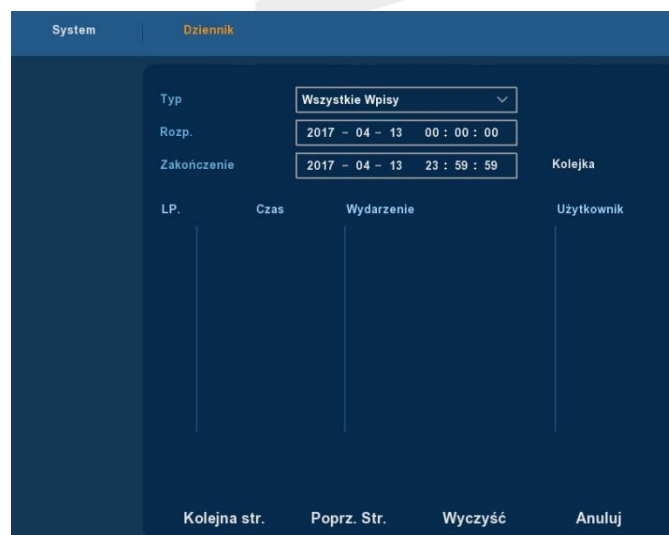 System Dziennik
Typ Wszystkie Wpisy
Rozp. 2017 - 04 - 13 00 : 00 : 00
Zakończenie 2017 - 04 - 13 23 : 59 : 59 Kolejka
LP. Czas Wydarzenie Użytkownik
Kolejna str. Poprz. Str. Wyczyść Anuluj